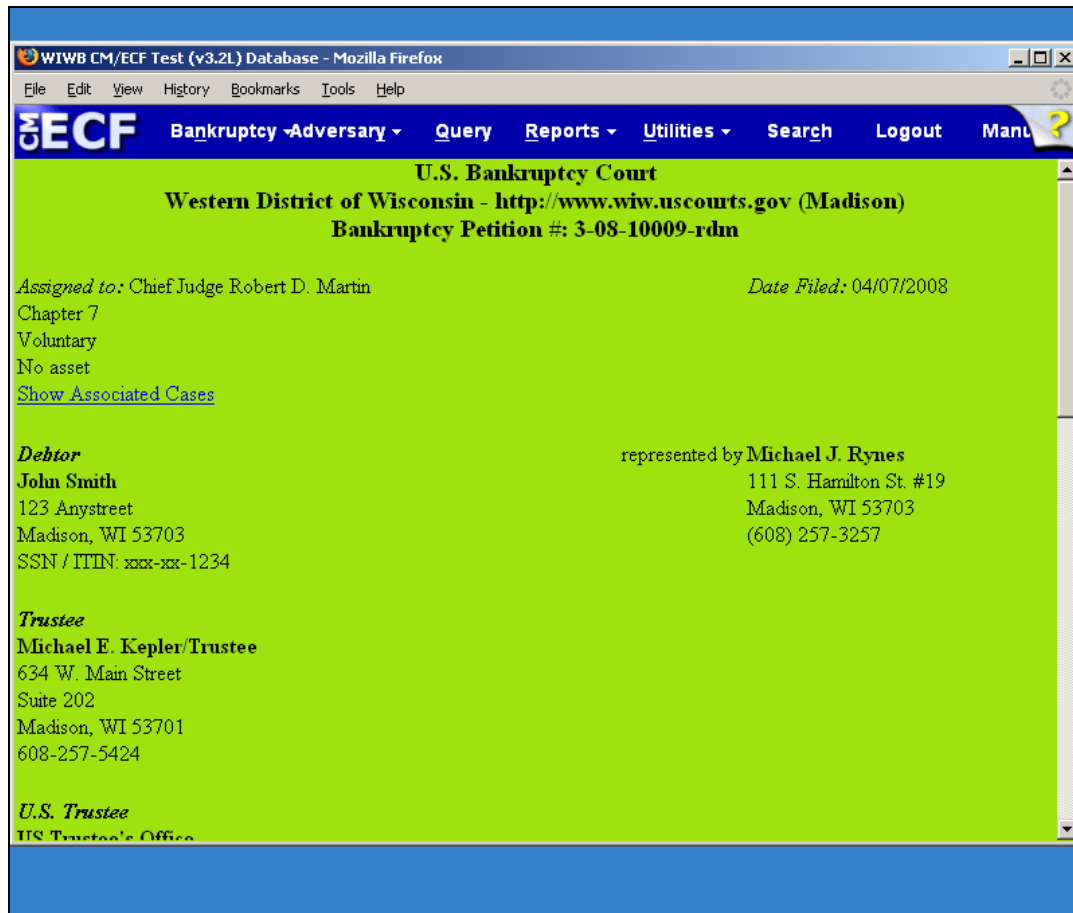 WIWB CM/ECF Test (v3.2L) Database - Mozilla Firefox
File Edit View History Bookmarks Tools Help
CM ECF Bankruptcy Adversary Query Reports Utilities Search Logout Manu ?
U.S. Bankruptcy Court
Western District of Wisconsin - http://www.wiw.uscourts.gov (Madison)
Bankruptcy Petition #: 3-08-10009-rdm
Assigned to: Chief Judge Robert D. Martin Date Filed: 04/07/2008
Chapter 7
Voluntary
No asset
Show Associated Cases
Debtor represented by Michael J. Rynes
John Smith 111 S. Hamilton St. #19
123 Anystreet Madison, WI 53703
Madison, WI 53703 (608) 257-3257
SSN / ITIN: xxx-xx-1234
Trustee
Michael E. Kepler/Trustee
634 W. Main Street
Suite 202
Madison, WI 53701
608-257-5424
U.S. Trustee
US Trustee's Office